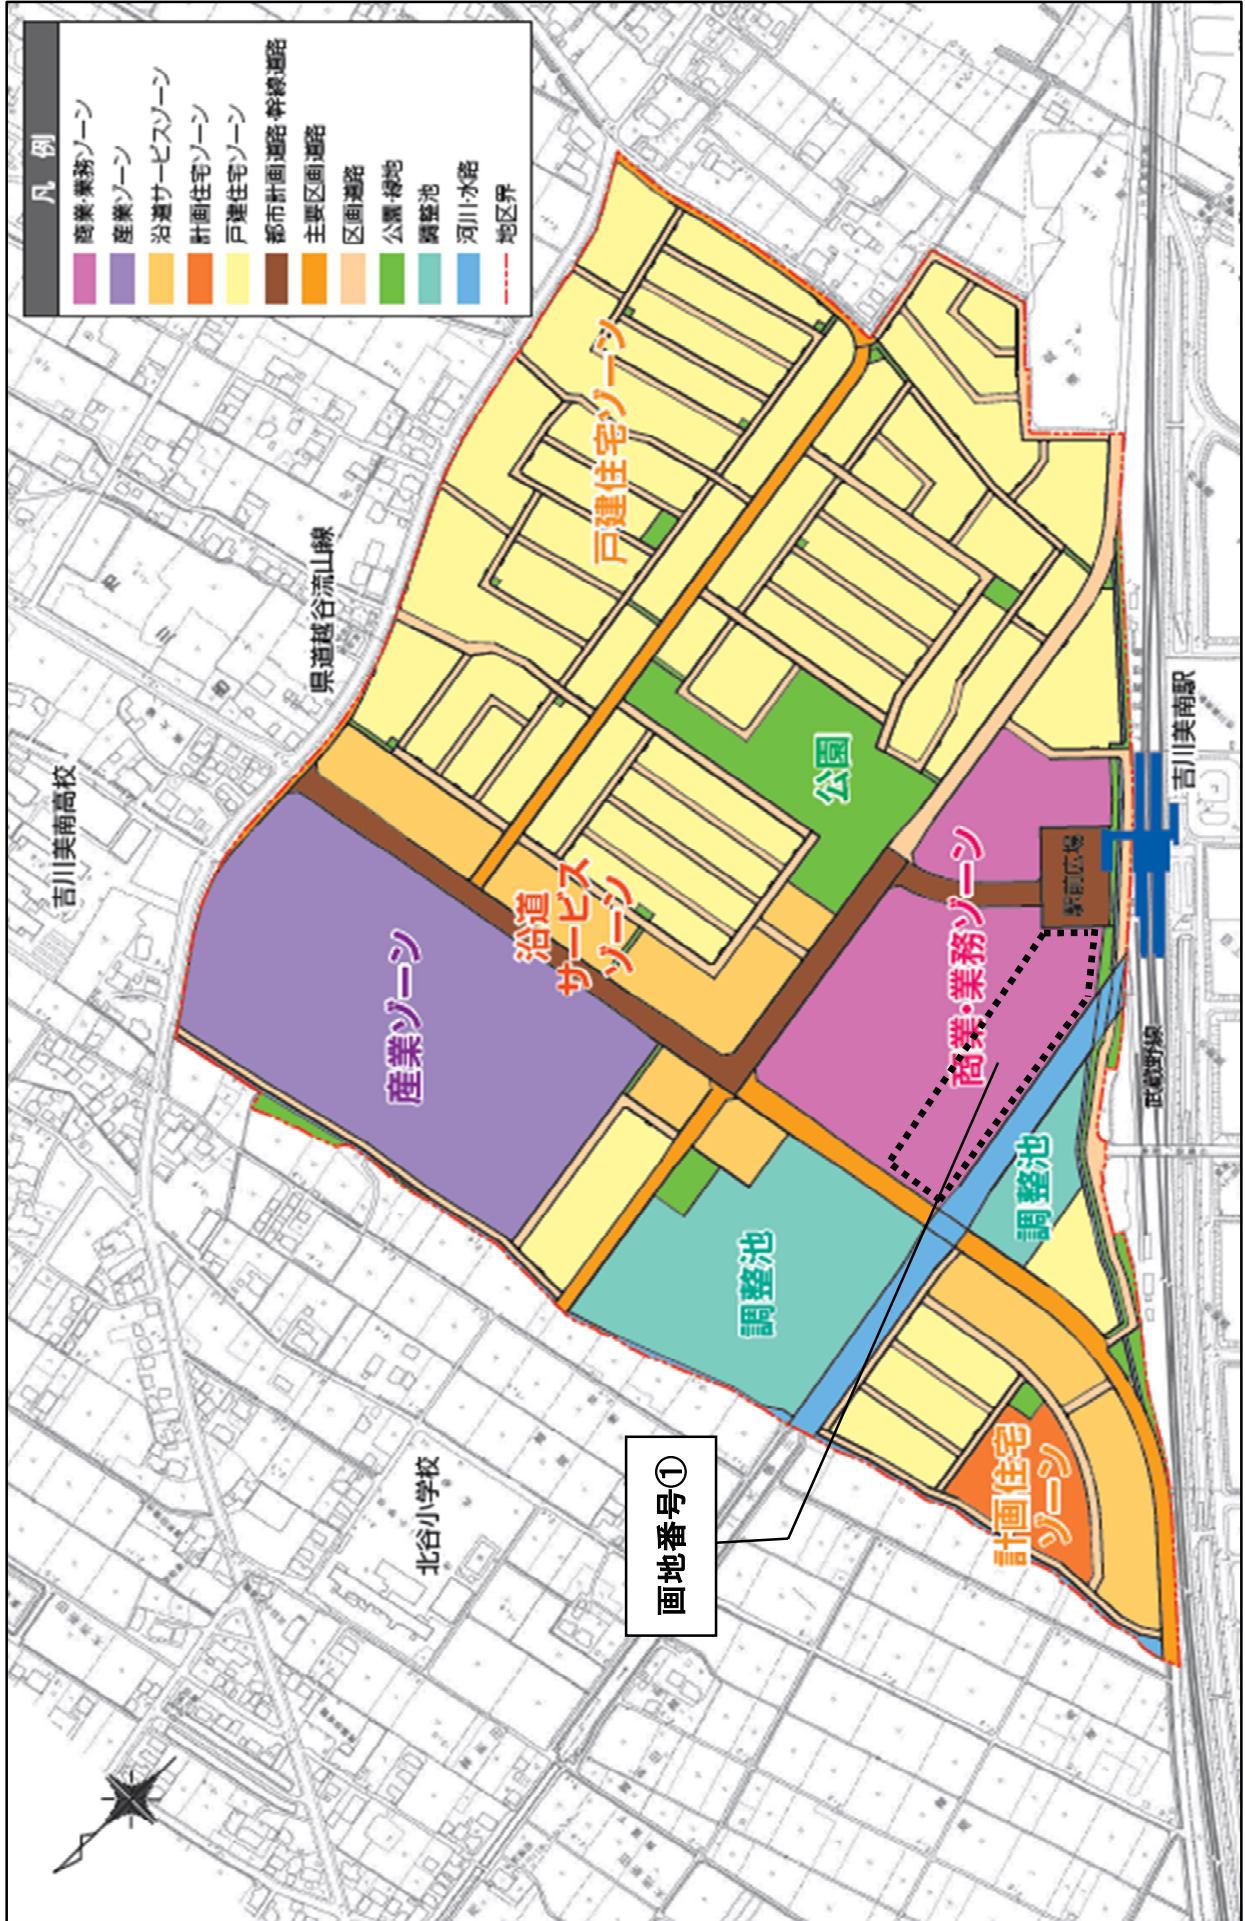 凡 例
商業・業務ゾーン
産業ゾーン
沿道サービスゾーン
計画住宅ゾーン
戸建住宅ゾーン
都市計画道路・幹線道路
主要区画道路
区画道路
公園・緑地
調整池
河川・水路
地区界
吉川美南高校
県道越谷流山線
戸建住宅ゾーン
産業ゾーン
沿道
サービス
ゾーン
公園
商業・業務ゾーン
駅前広場
吉川美南駅
武蔵野線
調整池
調整池
計画住宅
ゾーン
北谷小学校
画地番号①